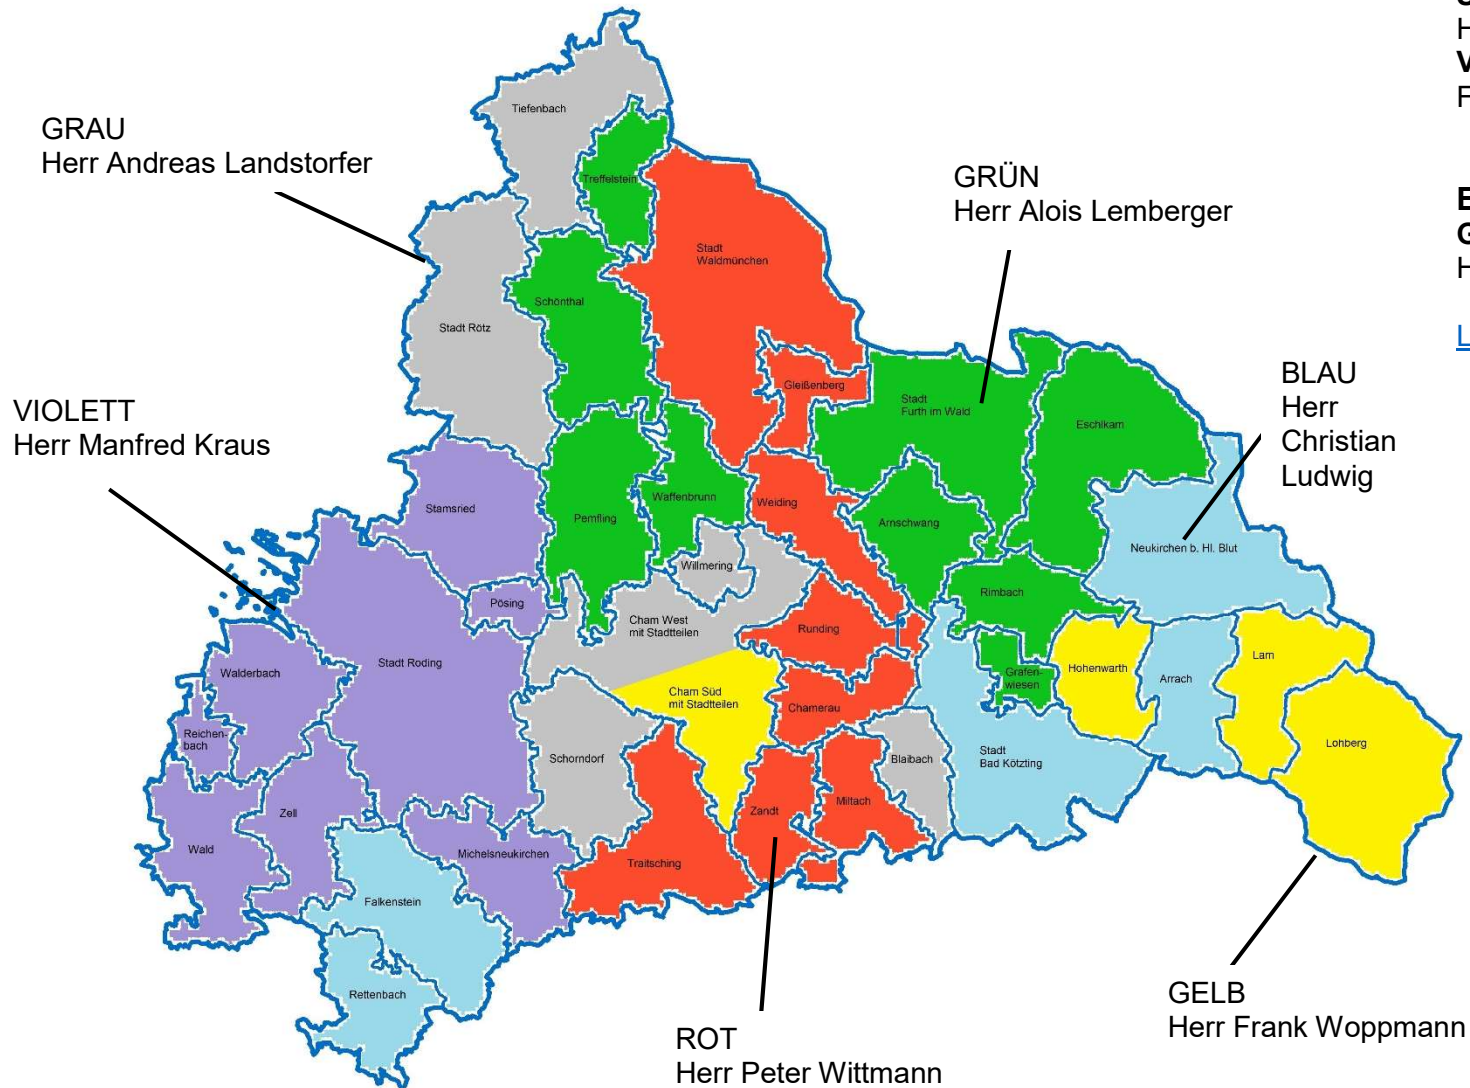 GRAU
Herr Andreas Landstorfer
GRÜN
Herr Alois Lemberger
BLAU
Herr
Christian
Ludwig
VIOLETT
Herr Manfred Kraus
GELB
Herr Frank Woppmann
ROT
Herr Peter Wittmann
Tiefenbach
Treffelstein
Stadt
Waldmünchen
Schönthal
Stadt Rötz
Gleißenberg
Stadt
Furth im Wald
Eschlkam
Stamsried
Pemfling
Waffenbrunn
Weiding
Arnschwang
Neukirchen b. Hl. Blut
Willmering
Pösing
Cham West
mit Stadtteilen
Runding
Rimbach
Stadt Roding
Walderbach
Reichen-
bach
Cham Süd
mit Stadtteilen
Chamerau
Grafen-
wiesen
Hohenwarth
Arrach
Lam
Lohberg
Schorndorf
Blaibach
Stadt
Bad Kötzting
Zell
Wald
Michelsneukirchen
Traitsching
Zandt
Miltach
Falkenstein
Rettenbach
H
V
F
E
G
H
L